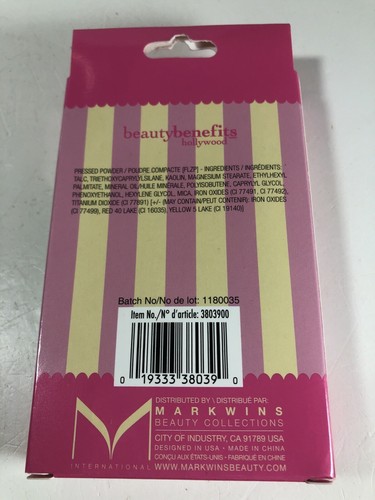 beautybenefits
hollywood
PRESSED POWDER / POUDRE COMPACTE [FLZP] - INGREDIENTS / INGRÉDIENTS:
TALC, TRIETHOXYCAPRYLYLSILANE, KAOLIN, MAGNESIUM STEARATE, ETHYLHEXYL
PALMITATE, MINERAL OIL/HUILE MINÉRALE, POLYISOBUTENE, CAPRYLYL GLYCOL,
PHENOXYETHANOL, HEXYLENE GLYCOL, MICA, IRON OXIDES (CI 77491, CI 77492),
TITANIUM DIOXIDE (CI 77891) [+/- (MAY CONTAIN/PEUT CONTENIR): IRON OXIDES
(CI 77499), RED 40 LAKE (CI 16035), YELLOW 5 LAKE (CI 19140)]
Batch No/No de lot: 1180035
Item No./N° d'article: 3803900
0 19333 38039 0
DISTRIBUTED BY \ DISTRIBUÉ PAR:
MARKWINS
BEAUTY COLLECTIONS
CITY OF INDUSTRY, CA 91789 USA
DESIGNED IN USA • MADE IN CHINA
CONÇU AUX ÉTATS-UNIS • FABRIQUÉ EN CHINE
INTERNATIONAL
WWW.MARKWINSBEAUTY.COM